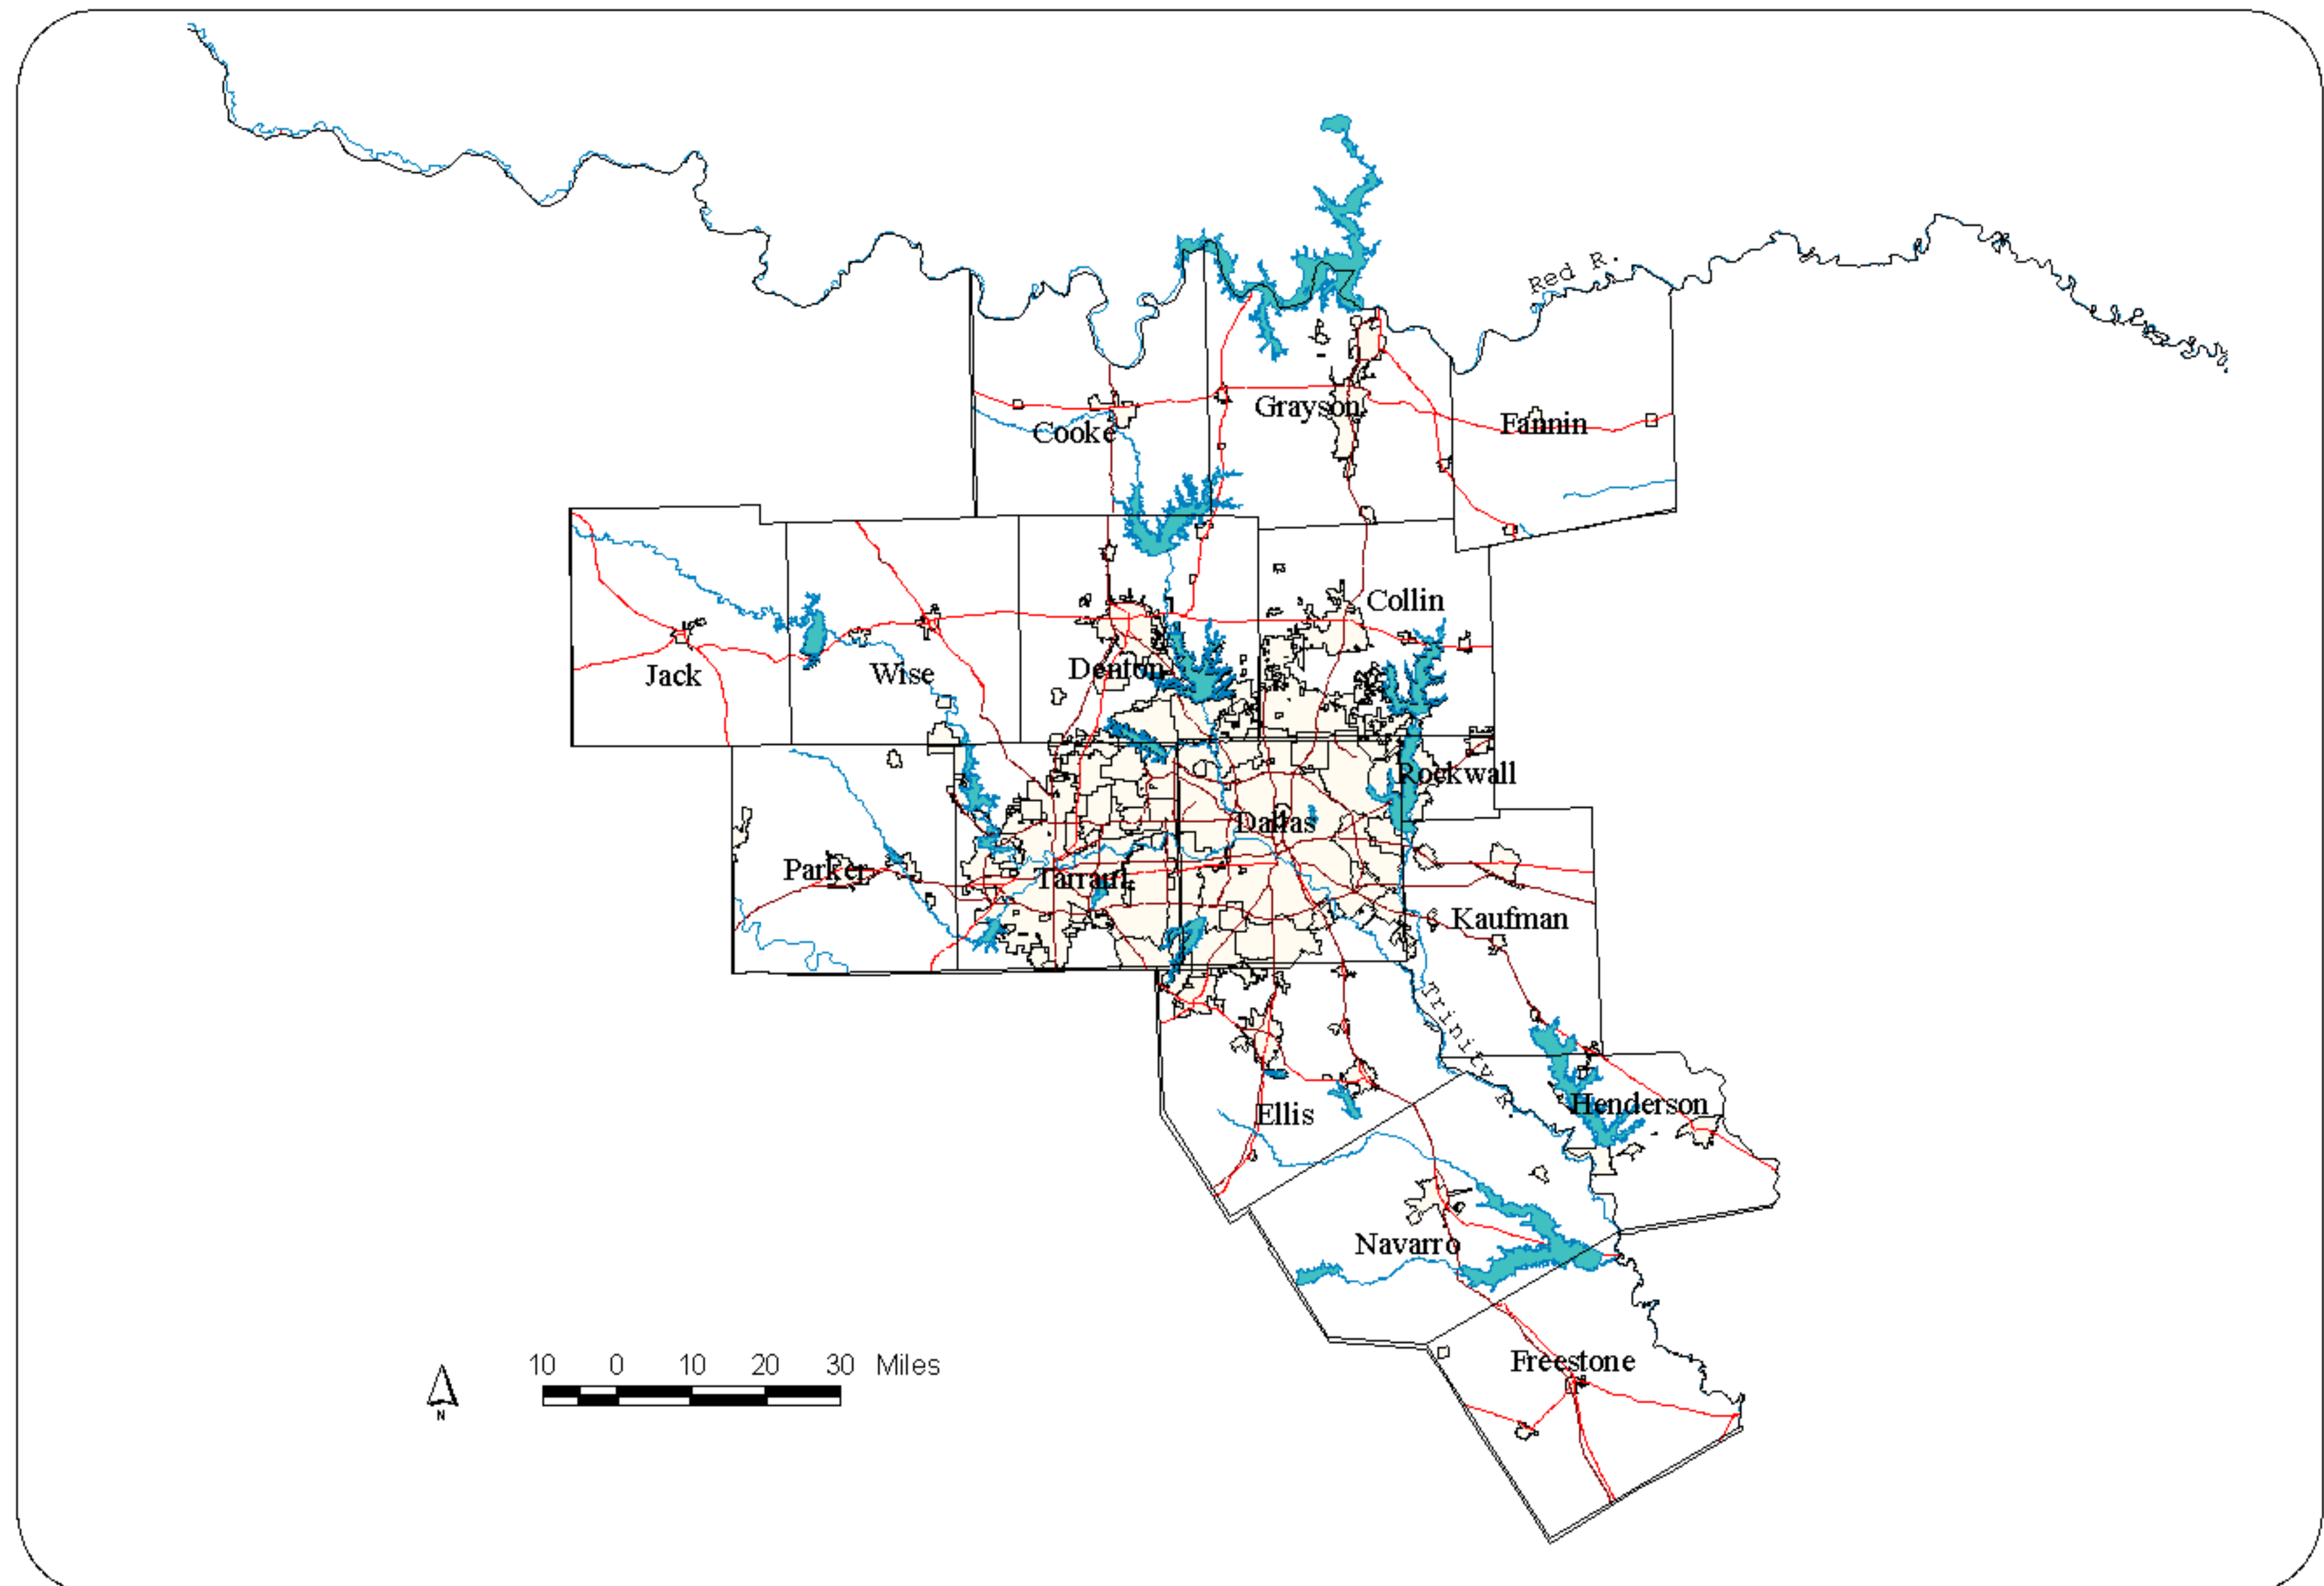 Red R.
Grayson
Fannin
Cooke
Collin
Jack
Wise
Denton
Rockwall
Dallas
Parker
Tarrant
Kaufman
Trinity R.
Henderson
Ellis
Navarro
Freestone
10 0 10 20 30 Miles
N